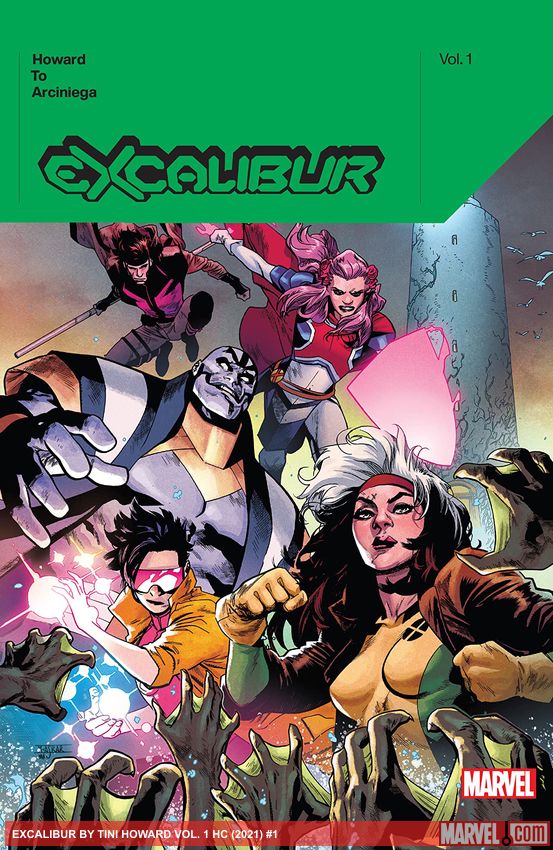 Howard
To
Arciniega
Vol. 1
EXCALIBUR
MARVEL
EXCALIBUR BY TINI HOWARD VOL. 1 HC (2021) #1
MARVEL.com